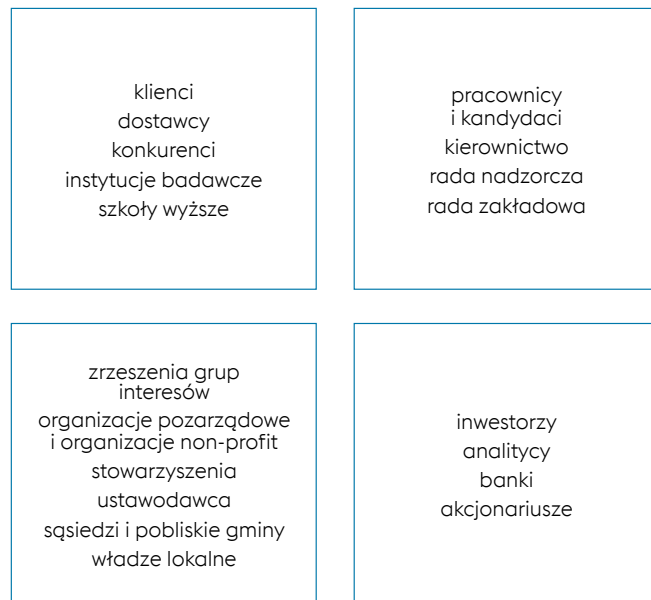 klienci
dostawcy
konkurenci
instytucje badawcze
szkoły wyższe
pracownicy
i kandydaci
kierownictwo
rada nadzorcza
rada zakładowa
zrzeszenia grup
interesów
organizacje pozarządowe
i organizacje non-profit
stowarzyszenia
ustawodawca
sąsiedzi i pobliskie gminy
władze lokalne
inwestorzy
analitycy
banki
akcjonariusze